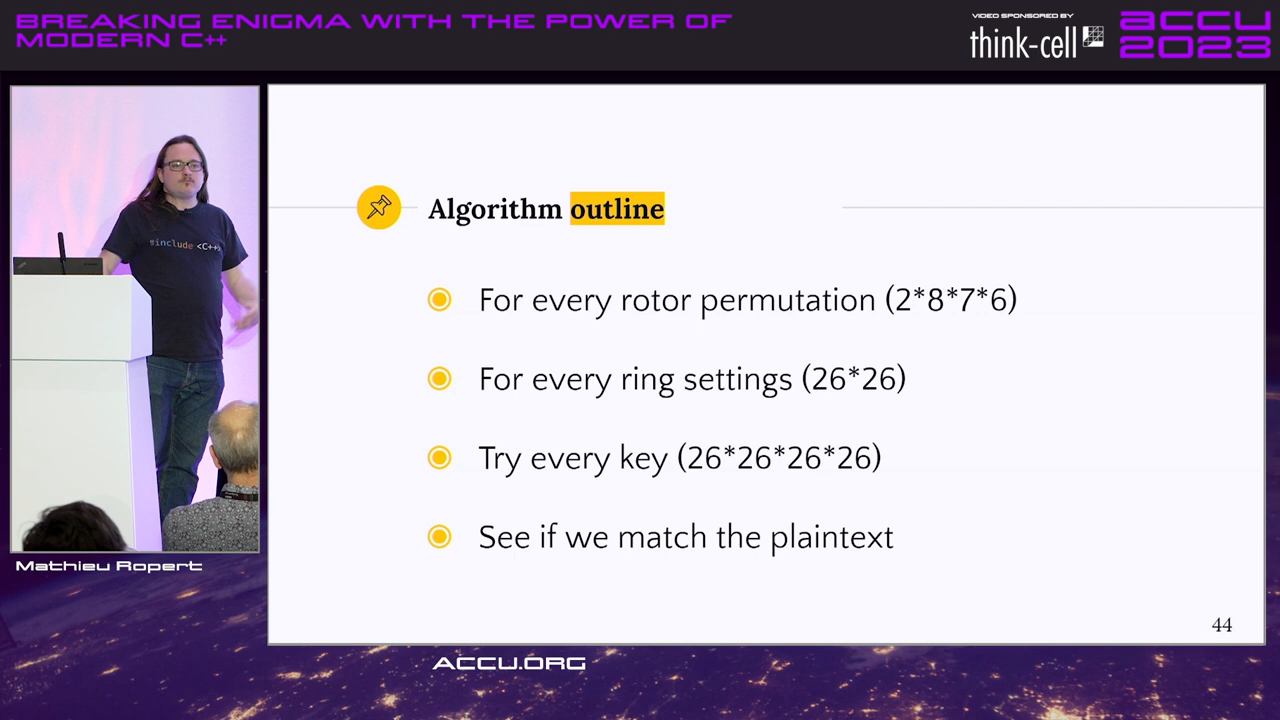 BREAKING ENIGMA WITH THE POWER OF
MODERN C++
VIDEO SPONSORED BY
think-cell
ACCU
2023
#include <C++>
Algorithm outline
For every rotor permutation (2*8*7*6)
For every ring settings (26*26)
Try every key (26*26*26*26)
See if we match the plaintext
44
Mathieu Ropert
ACCU.ORG